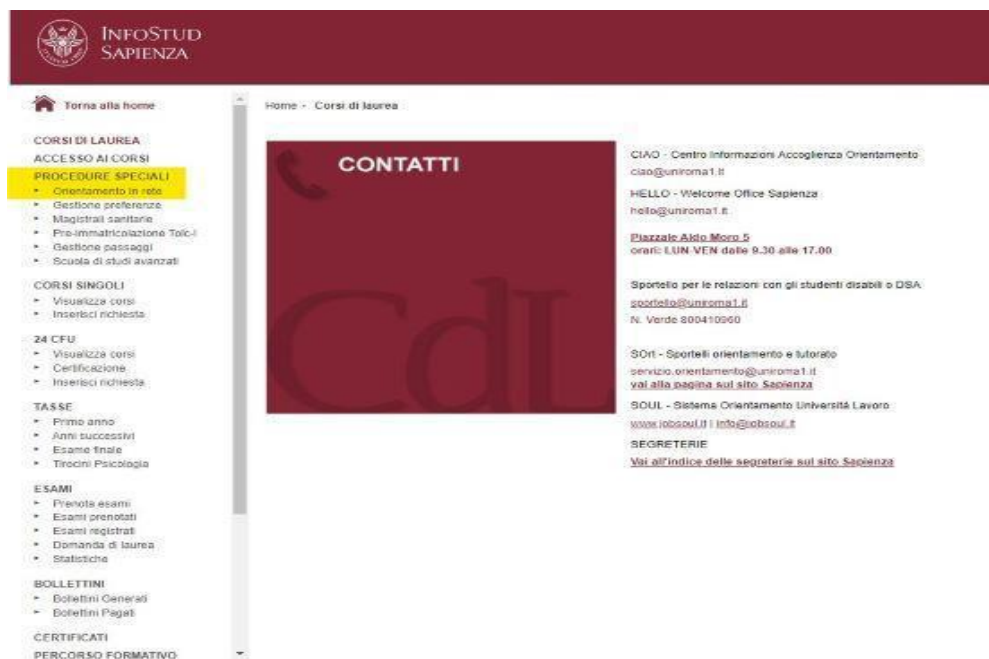 INFOSTUD
SAPIENZA
Torna alla home
Home - Corsi di laurea
CORSI DI LAUREA
ACCESSO AI CORSI
PROCEDURE SPECIALI
Orientamento in rete
Gestione preferenze
Magistrali sanitarie
Pre-immatricolazione Tolc-I
Gestione passaggi
Scuola di studi avanzati
CORSI SINGOLI
Visualizza corsi
Inserisci richiesta
24 CFU
Visualizza corsi
Certificazione
Inserisci richiesta
TASSE
Primo anno
Anni successivi
Esame finale
Tirocini Psicologia
ESAMI
Prenota esami
Esami prenotati
Esami registrati
Domanda di laurea
Statistiche
BOLLETTINI
Bollettini Generati
Bollettini Pagati
CERTIFICATI
PERCORSO FORMATIVO
CONTATTI
CdL
CIAO - Centro Informazioni Accoglienza Orientamento
ciao@uniroma1.it
HELLO - Welcome Office Sapienza
hello@uniroma1.it
Piazzale Aldo Moro 5
orari: LUN-VEN dalle 9.30 alle 17.00
Sportello per le relazioni con gli studenti disabili o DSA
sportello@uniroma1.it
N. Verde 800410960
SOrt - Sportelli orientamento e tutorato
servizio.orientamento@uniroma1.it
vai alla pagina sul sito Sapienza
SOUL - Sistema Orientamento Università Lavoro
www.jobsoul.it | info@jobsoul.it
SEGRETERIE
Vai all'indice delle segreterie sul sito Sapienza